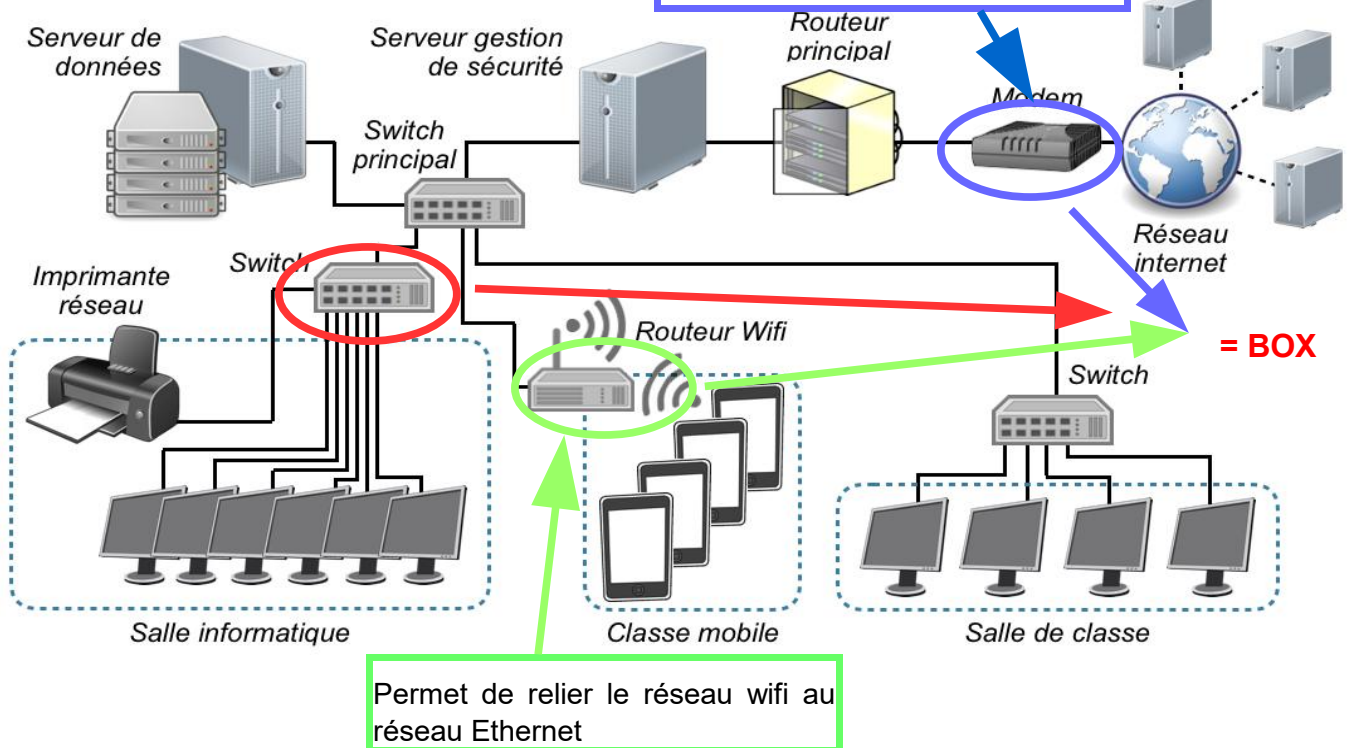 Serveur de
données
Serveur gestion
de sécurité
Routeur
principal
Modem
Switch
principal
Réseau
internet
Imprimante
réseau
Switch
Routeur Wifi
= BOX
Switch
Salle informatique
Classe mobile
Salle de classe
Permet de relier le réseau wifi au
réseau Ethernet